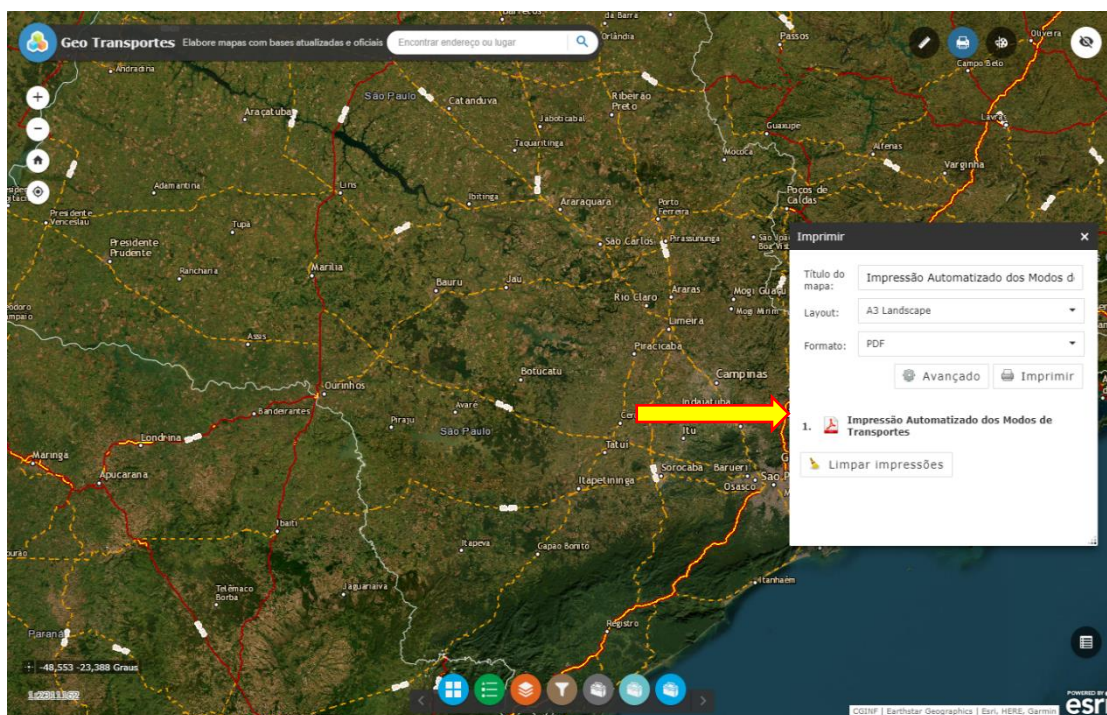 Geo Transportes Elabore mapas com bases atualizadas e oficiais
Encontrar endereço ou lugar
da Barra
Orlândia
Passos
Oliveira
Campo Belo
Andradina
São Paulo
Catanduva
Ribeirão
Preto
Araçatuba
Jaboticabal
Guaxupé
Lavras
Taquaritinga
Mococa
Alfenas
Varginha
Adamantina
Lins
Ibitinga
Araraquara
Porto
Ferreira
Poços de
Caldas
Presidente
Venceslau
Tupã
São Carlos
Pirassununga
Presidente
Prudente
Rancharia
Marília
Bauru
Jaú
Rio Claro
Araras
Mogi Guaçu
Mogi Mirim
Limeira
Assis
Piracicaba
Botucatu
Campinas
Ourinhos
Indaiatuba
Bandeirantes
Avaré
Piraju
São Paulo
Itu
Londrina
Tatuí
Maringa
Apucarana
Sorocaba
Barueri
Itapetininga
Osasco
Ibaiti
Itapeva
Capao Bonito
Itanhaém
Telêmaco
Borba
Jaguariaiva
Registro
Paraná
-48,553 -23,388 Graus
Imprimir
×
Título do
mapa:
Impressão Automatizado dos Modos d
Layout:
A3 Landscape
Formato:
PDF
Avançado
Imprimir
1. Impressão Automatizado dos Modos de
Transportes
Limpar impressões
POWERED BY
esri
CGINF | Earthstar Geographics | Esri, HERE, Garmin